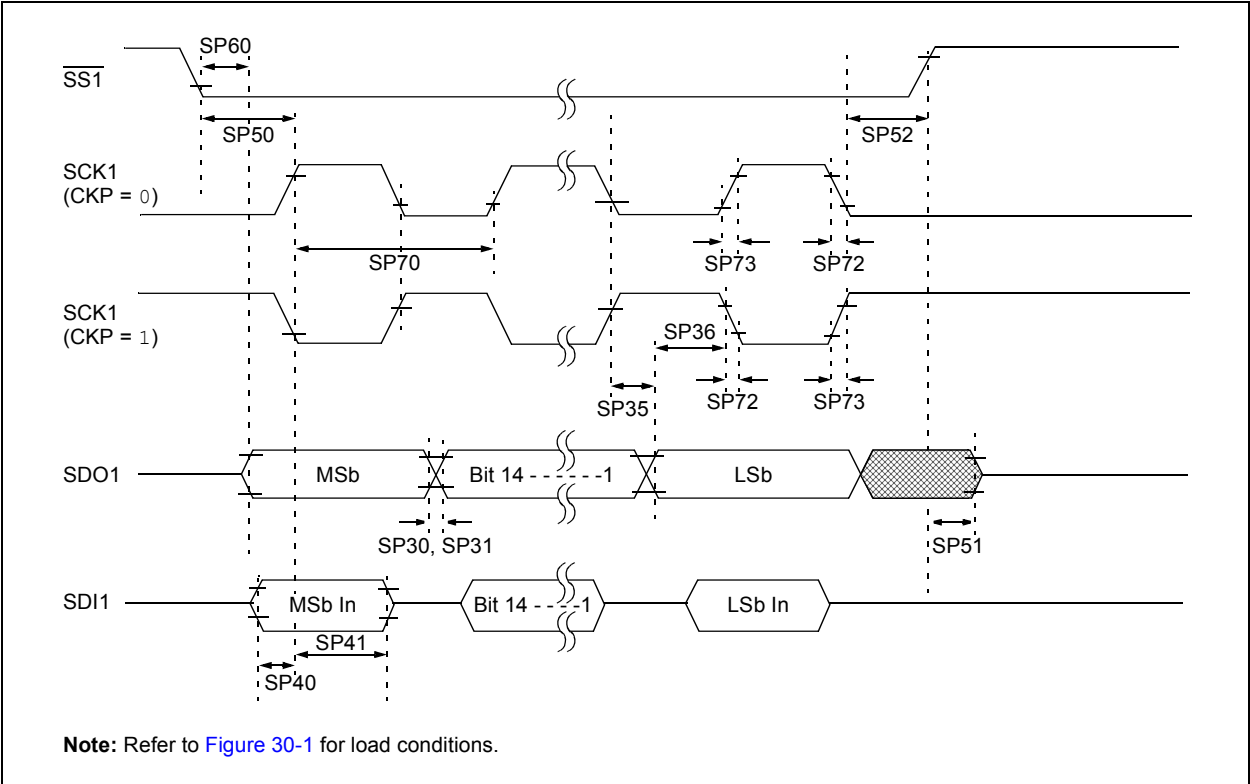 SP60
SS1
SP50
SP52
SCK1
(CKP = 0)
SP70
SP73
SP72
SCK1
(CKP = 1)
SP36
SP35
SP72
SP73
SDO1
MSb
Bit 14 - - - - - -1
LSb
SP30, SP31
SP51
SDI1
MSb In
Bit 14 - - - -1
LSb In
SP41
SP40
Note: Refer to Figure 30-1 for load conditions.